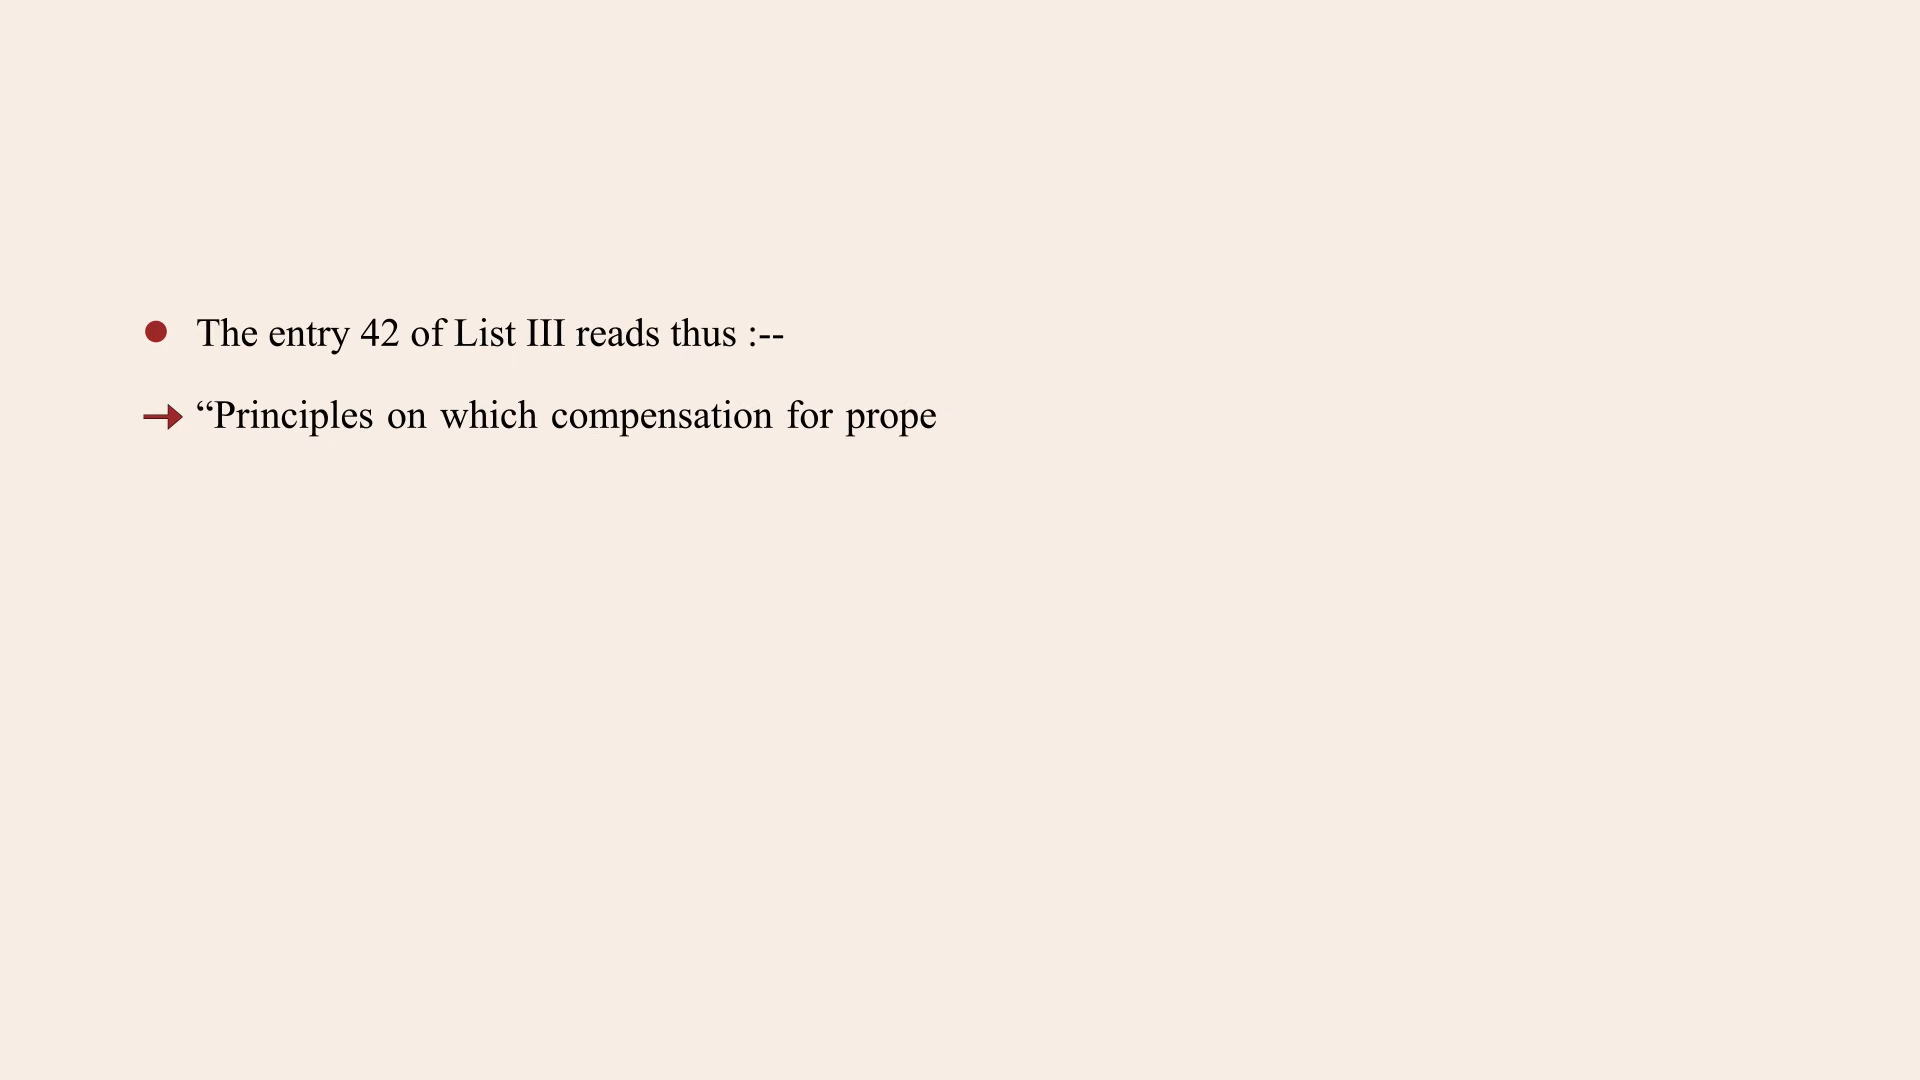 The entry 42 of List III reads thus :--
“Principles on which compensation for prope